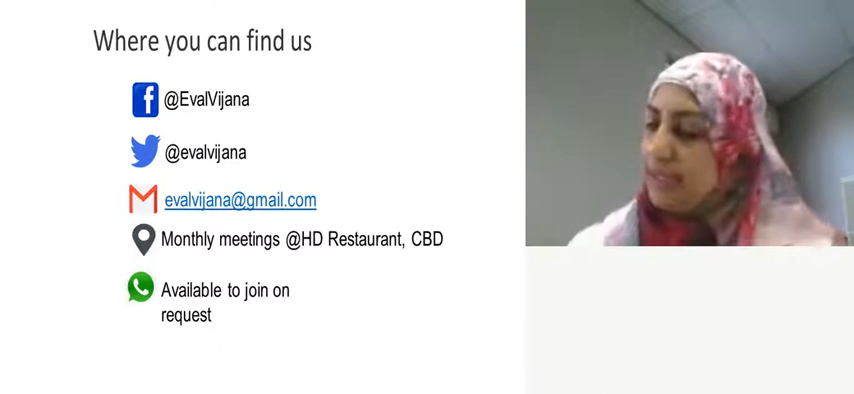 Where you can find us
@EvalVijana
@evalvijana
evalvijana@gmail.com
Monthly meetings @HD Restaurant, CBD
Available to join on
request